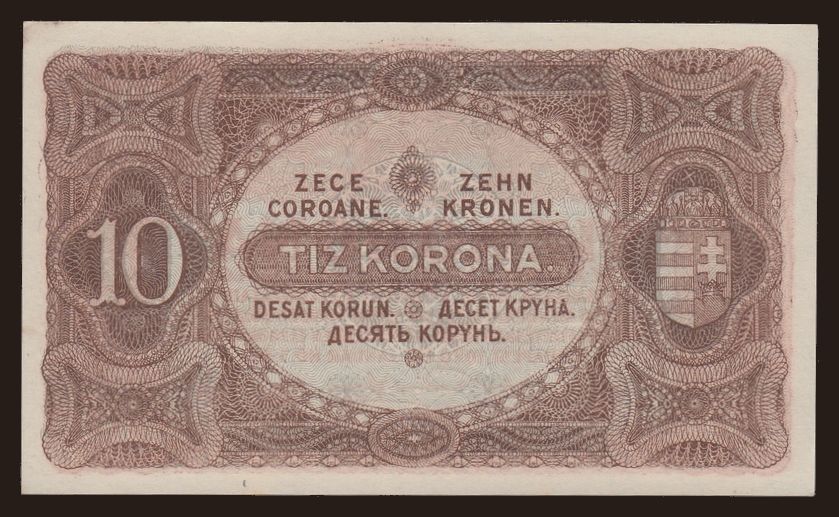 ZECE COROANE.
ZEHN KRONEN.
10
TIZ KORONA.
DESAT KORUN. ДЕСЕТ КРУНА.
ДЕСЯТЬ КОРУНЬ.